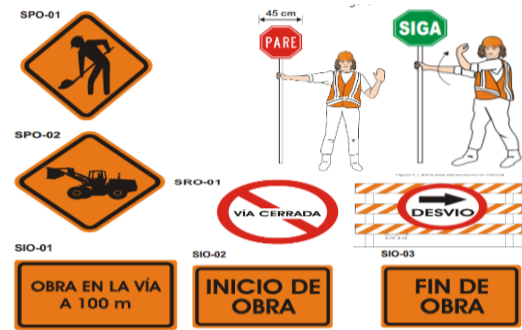 SPO-01
45 cm
PARE
SIGA
SPO-02
SRO-01
VÍA CERRADA
DESVIO
SIO-01
SIO-02
SIO-03
OBRA EN LA VÍA
A 100 m
INICIO DE
OBRA
FIN DE
OBRA